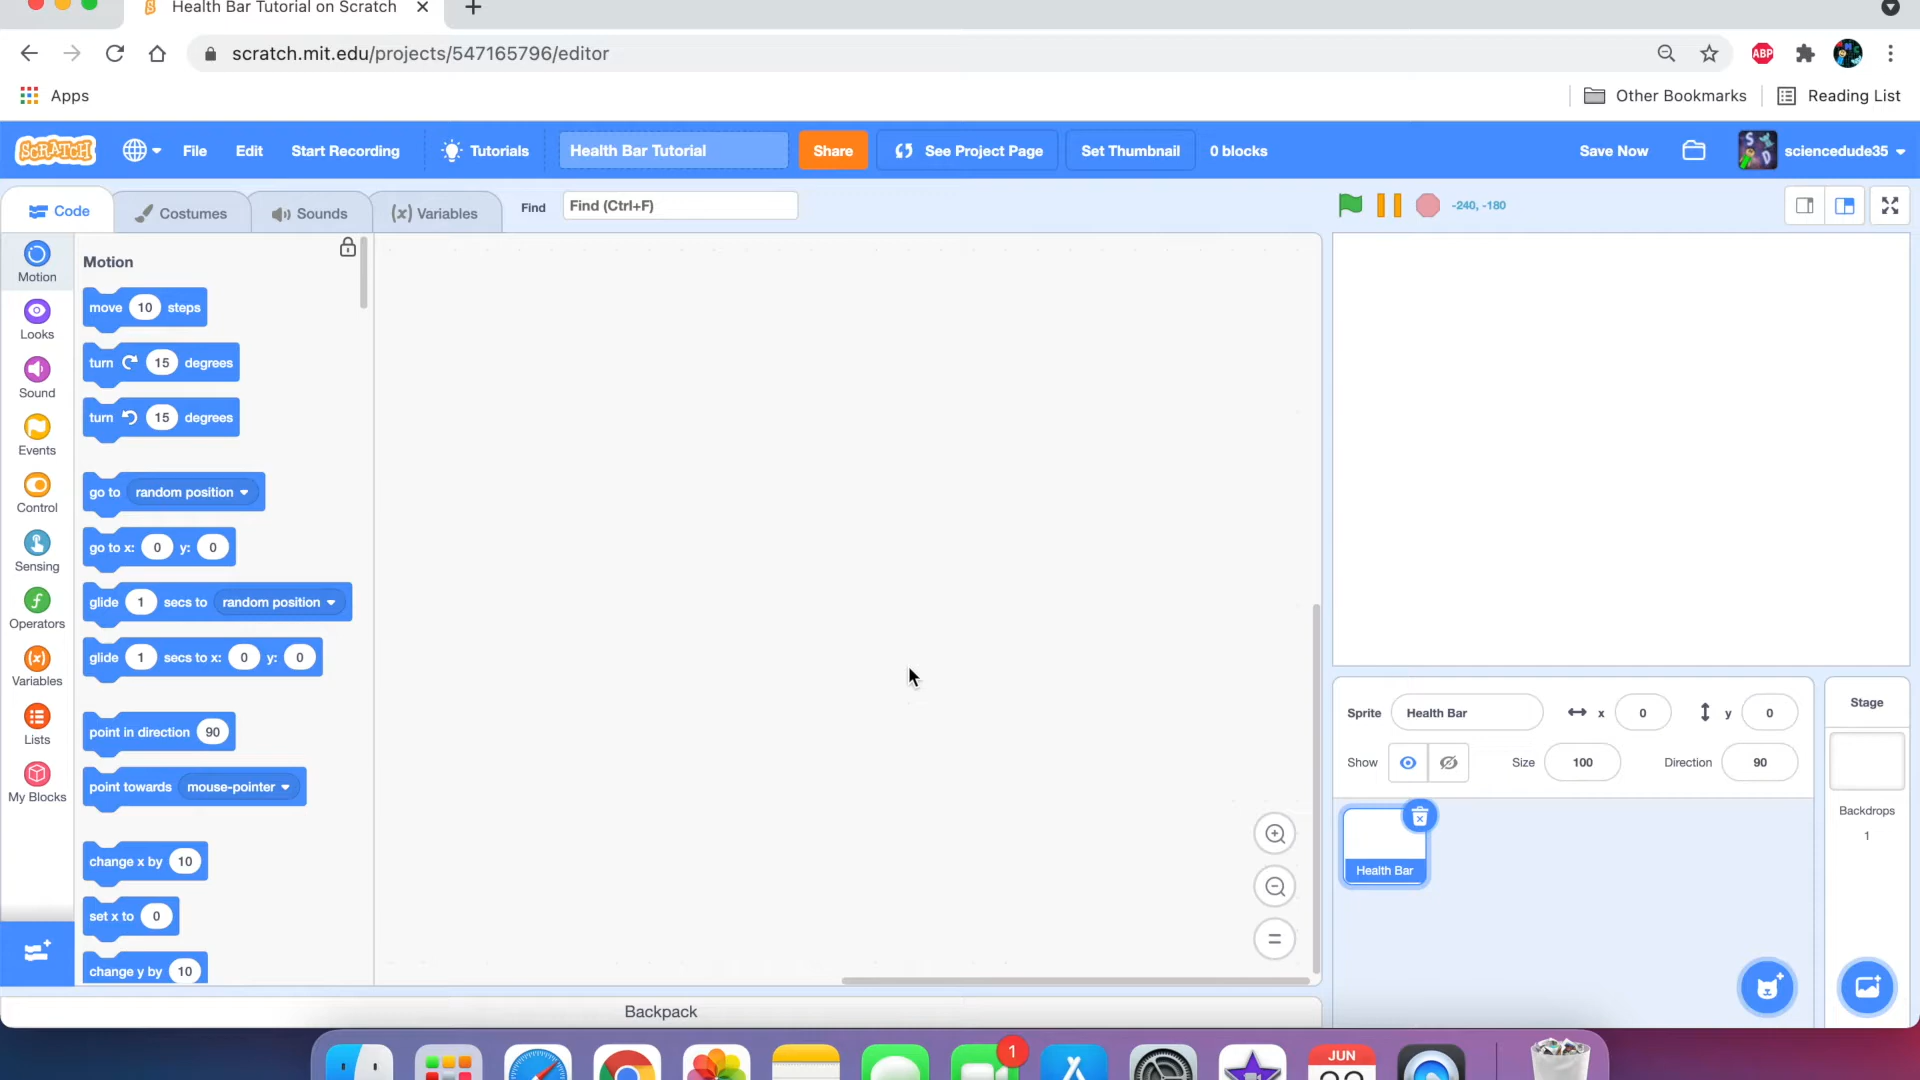 Health Bar Tutorial on Scratch
scratch.mit.edu/projects/547165796/editor
ABP
Apps
Other Bookmarks
Reading List
SCRATCH
File
Edit
Start Recording
Tutorials
Health Bar Tutorial
Share
See Project Page
Set Thumbnail
0 blocks
Save Now
sciencedude35
Code
Costumes
Sounds
(x) Variables
Find
Find (Ctrl+F)
-240, -180
Motion
Looks
Sound
Events
Control
Sensing
Operators
Variables
Lists
My Blocks
Motion
move 10 steps
turn 15 degrees
turn 15 degrees
go to random position
go to x: 0 y: 0
glide 1 secs to random position
glide 1 secs to x: 0 y: 0
point in direction 90
point towards mouse-pointer
change x by 10
set x to 0
change y by 10
Sprite Health Bar x 0 y 0
Show Size 100 Direction 90
Health Bar
Stage
Backdrops
1
Backpack
1
JUN